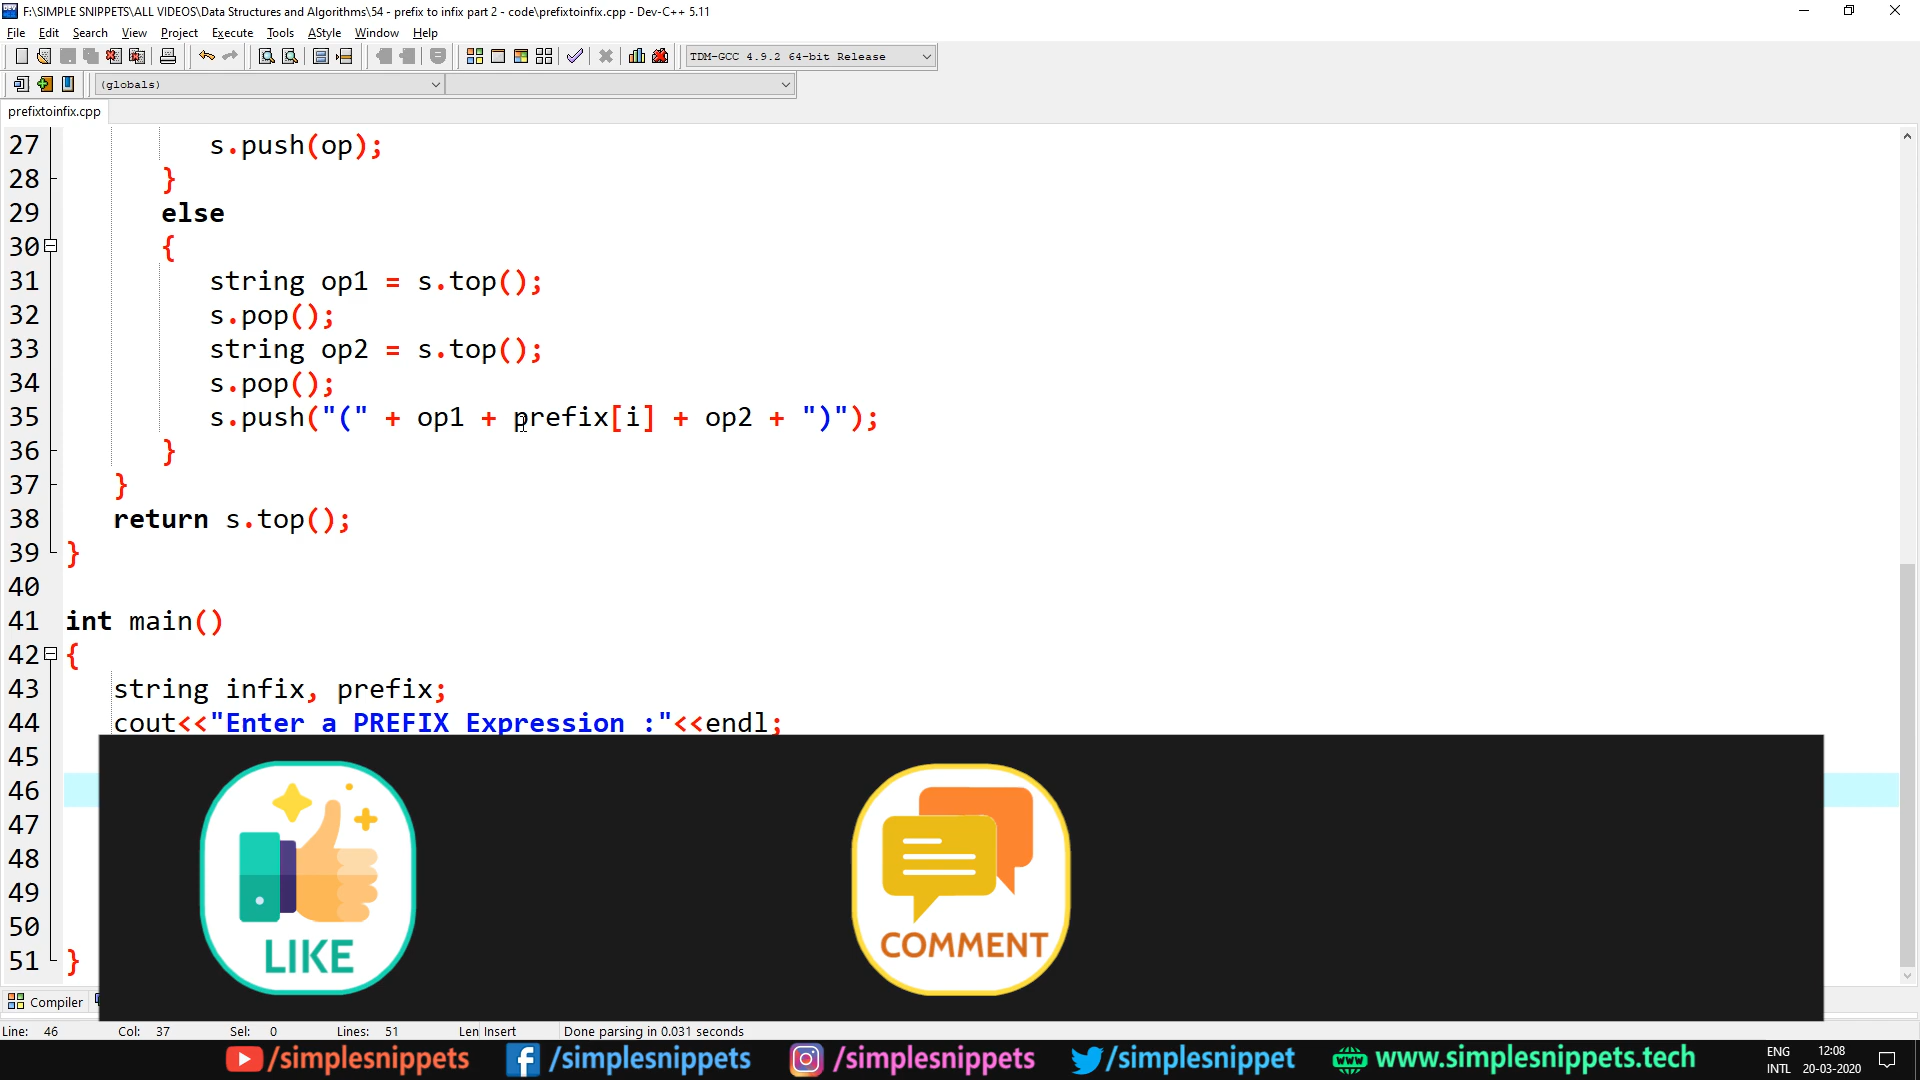 F:\SIMPLE SNIPPETS\ALL VIDEOS\Data Structures and Algorithms\54 - prefix to infix part 2 - code\prefixtoinfix.cpp - Dev-C++ 5.11
File Edit Search View Project Execute Tools AStyle Window Help
TDM-GCC 4.9.2 64-bit Release
(globals)
prefixtoinfix.cpp
27 s.push(op);
28 }
29 else
30 {
31 string op1 = s.top();
32 s.pop();
33 string op2 = s.top();
34 s.pop();
35 s.push("(" + op1 + prefix[i] + op2 + ")");
36 }
37 }
38 return s.top();
39 }
40
41 int main()
42 {
43 string infix, prefix;
44 cout<<"Enter a PREFIX Expression :"<<endl;
45
46
47
48
49
50
51 }
LIKE
COMMENT
Compiler
Line: 46 Col: 37 Sel: 0 Lines: 51 Len Insert Done parsing in 0.031 seconds
/simplesnippets /simplesnippets /simplesnippets /simplesnippet www.simplesnippets.tech
ENG 12:08
INTL 20-03-2020